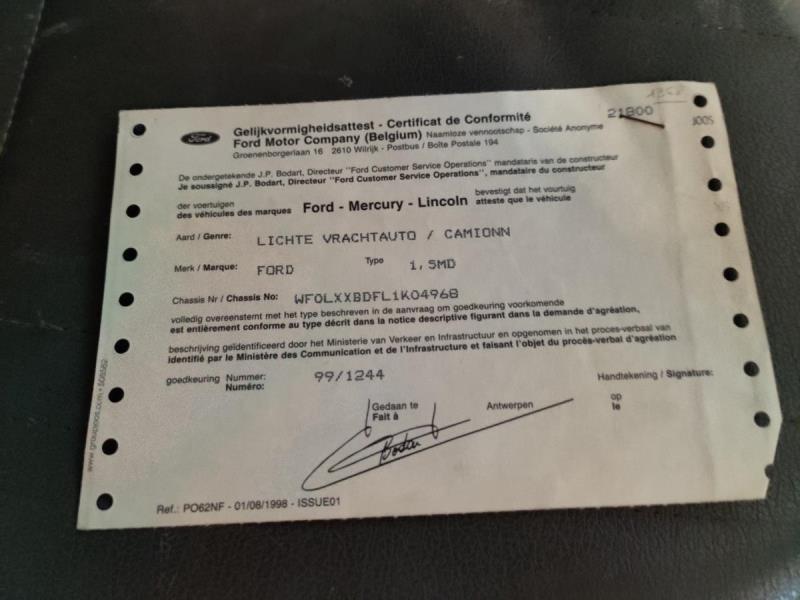 1368
21800
JOOS
Ford
Gelijkvormigheidsattest - Certificat de Conformité
Ford Motor Company (Belgium) Naamloze vennootschap - Société Anonyme
Groenenborgerlaan 16 2610 Wilrijk - Postbus / Boîte Postale 194
De ondergetekende J.P. Bodart, Directeur "Ford Customer Service Operations" mandataris van de constructeur
Je soussigné J.P. Bodart, Directeur "Ford Customer Service Operations", mandataire du constructeur
der voertuigen
des véhicules des marques
Ford - Mercury - Lincoln
bevestigt dat het voertuig
atteste que le véhicule
Aard / Genre: LICHTE VRACHTAUTO / CAMIONN
Merk / Marque: FORD Type 1,5MD
Chassis Nr / Chassis No: WFOLXXBDFL1K04968
volledig overeenstemt met het type beschreven in de aanvraag om goedkeuring voorkomende
est entièrement conforme au type décrit dans la notice descriptive figurant dans la demande d'agréation,
beschrijving geïdentificeerd door het Ministerie van Verkeer en Infrastructuur en opgenomen in het proces-verbaal van
identifié par le Ministère des Communication et de l'Infrastructure et faisant l'objet du procès-verbal d'agréation
goedkeuring Nummer: 99/1244
Numéro:
Handtekening / Signature:
Gedaan te
Fait à
Antwerpen
op
le
Bodart
Ref.: PO62NF - 01/08/1998 - ISSUE01